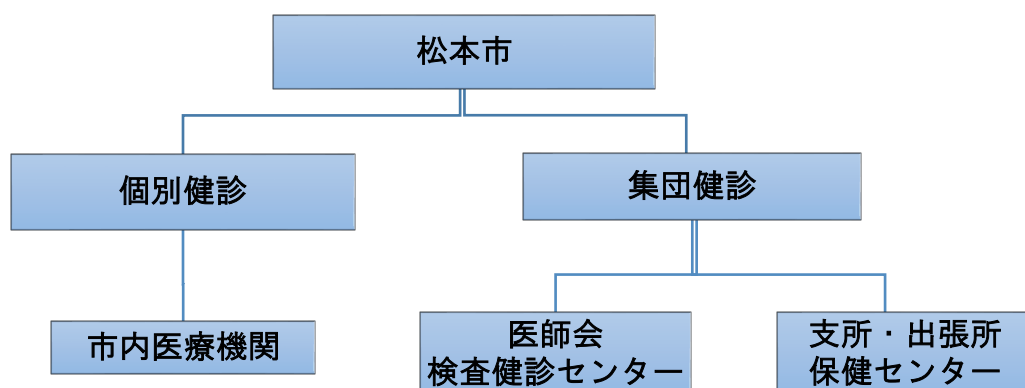 松本市
個別健診
集団健診
市内医療機関
医師会
検査健診センター
支所・出張所
保健センター